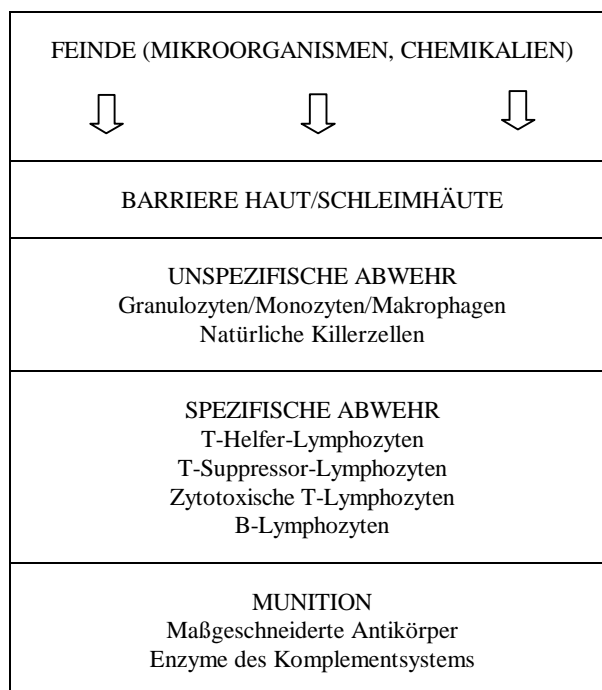 FEINDE (MIKROORGANISMEN, CHEMIKALIEN)
BARRIERE HAUT/SCHLEIMHÄUTE
UNSPEZIFISCHE ABWEHR
Granulozyten/Monozyten/Makrophagen
Natürliche Killerzellen
SPEZIFISCHE ABWEHR
T-Helfer-Lymphozyten
T-Suppressor-Lymphozyten
Zytotoxische T-Lymphozyten
B-Lymphozyten
MUNITION
Maßgeschneiderte Antikörper
Enzyme des Komplementsystems